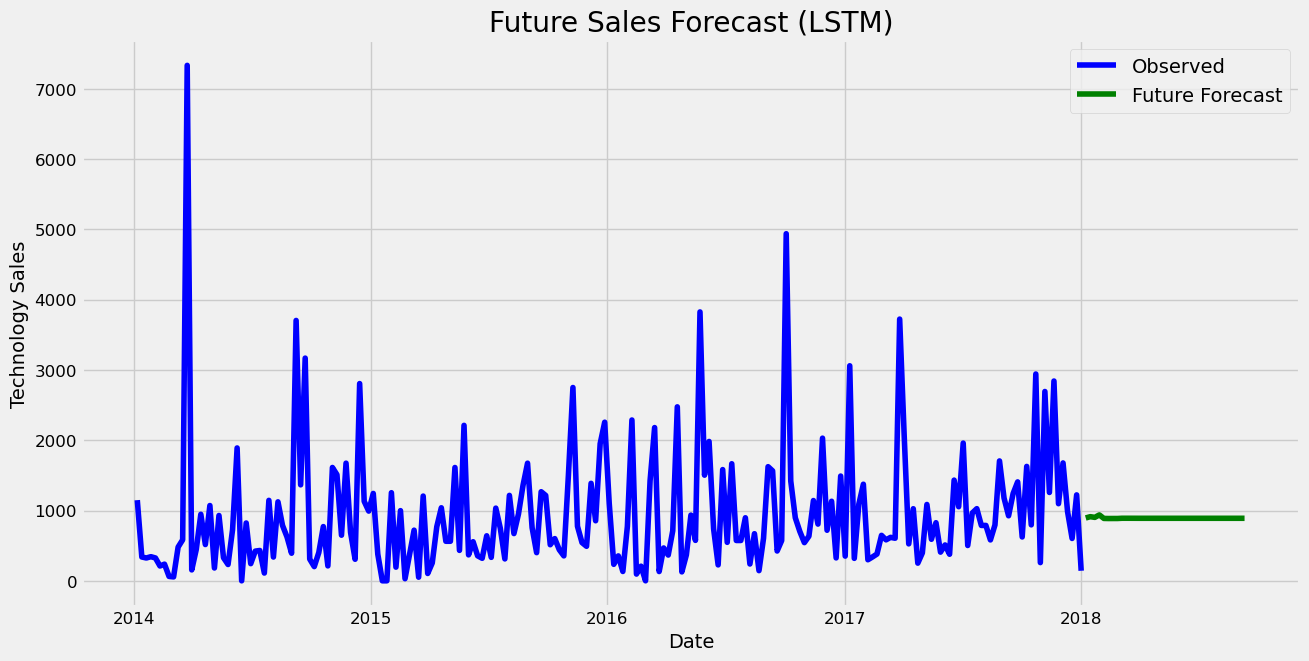 Future Sales Forecast (LSTM)
Observed
Future Forecast
7000
6000
5000
4000
3000
2000
1000
0
Technology Sales
2014 2015 2016 2017 2018
Date